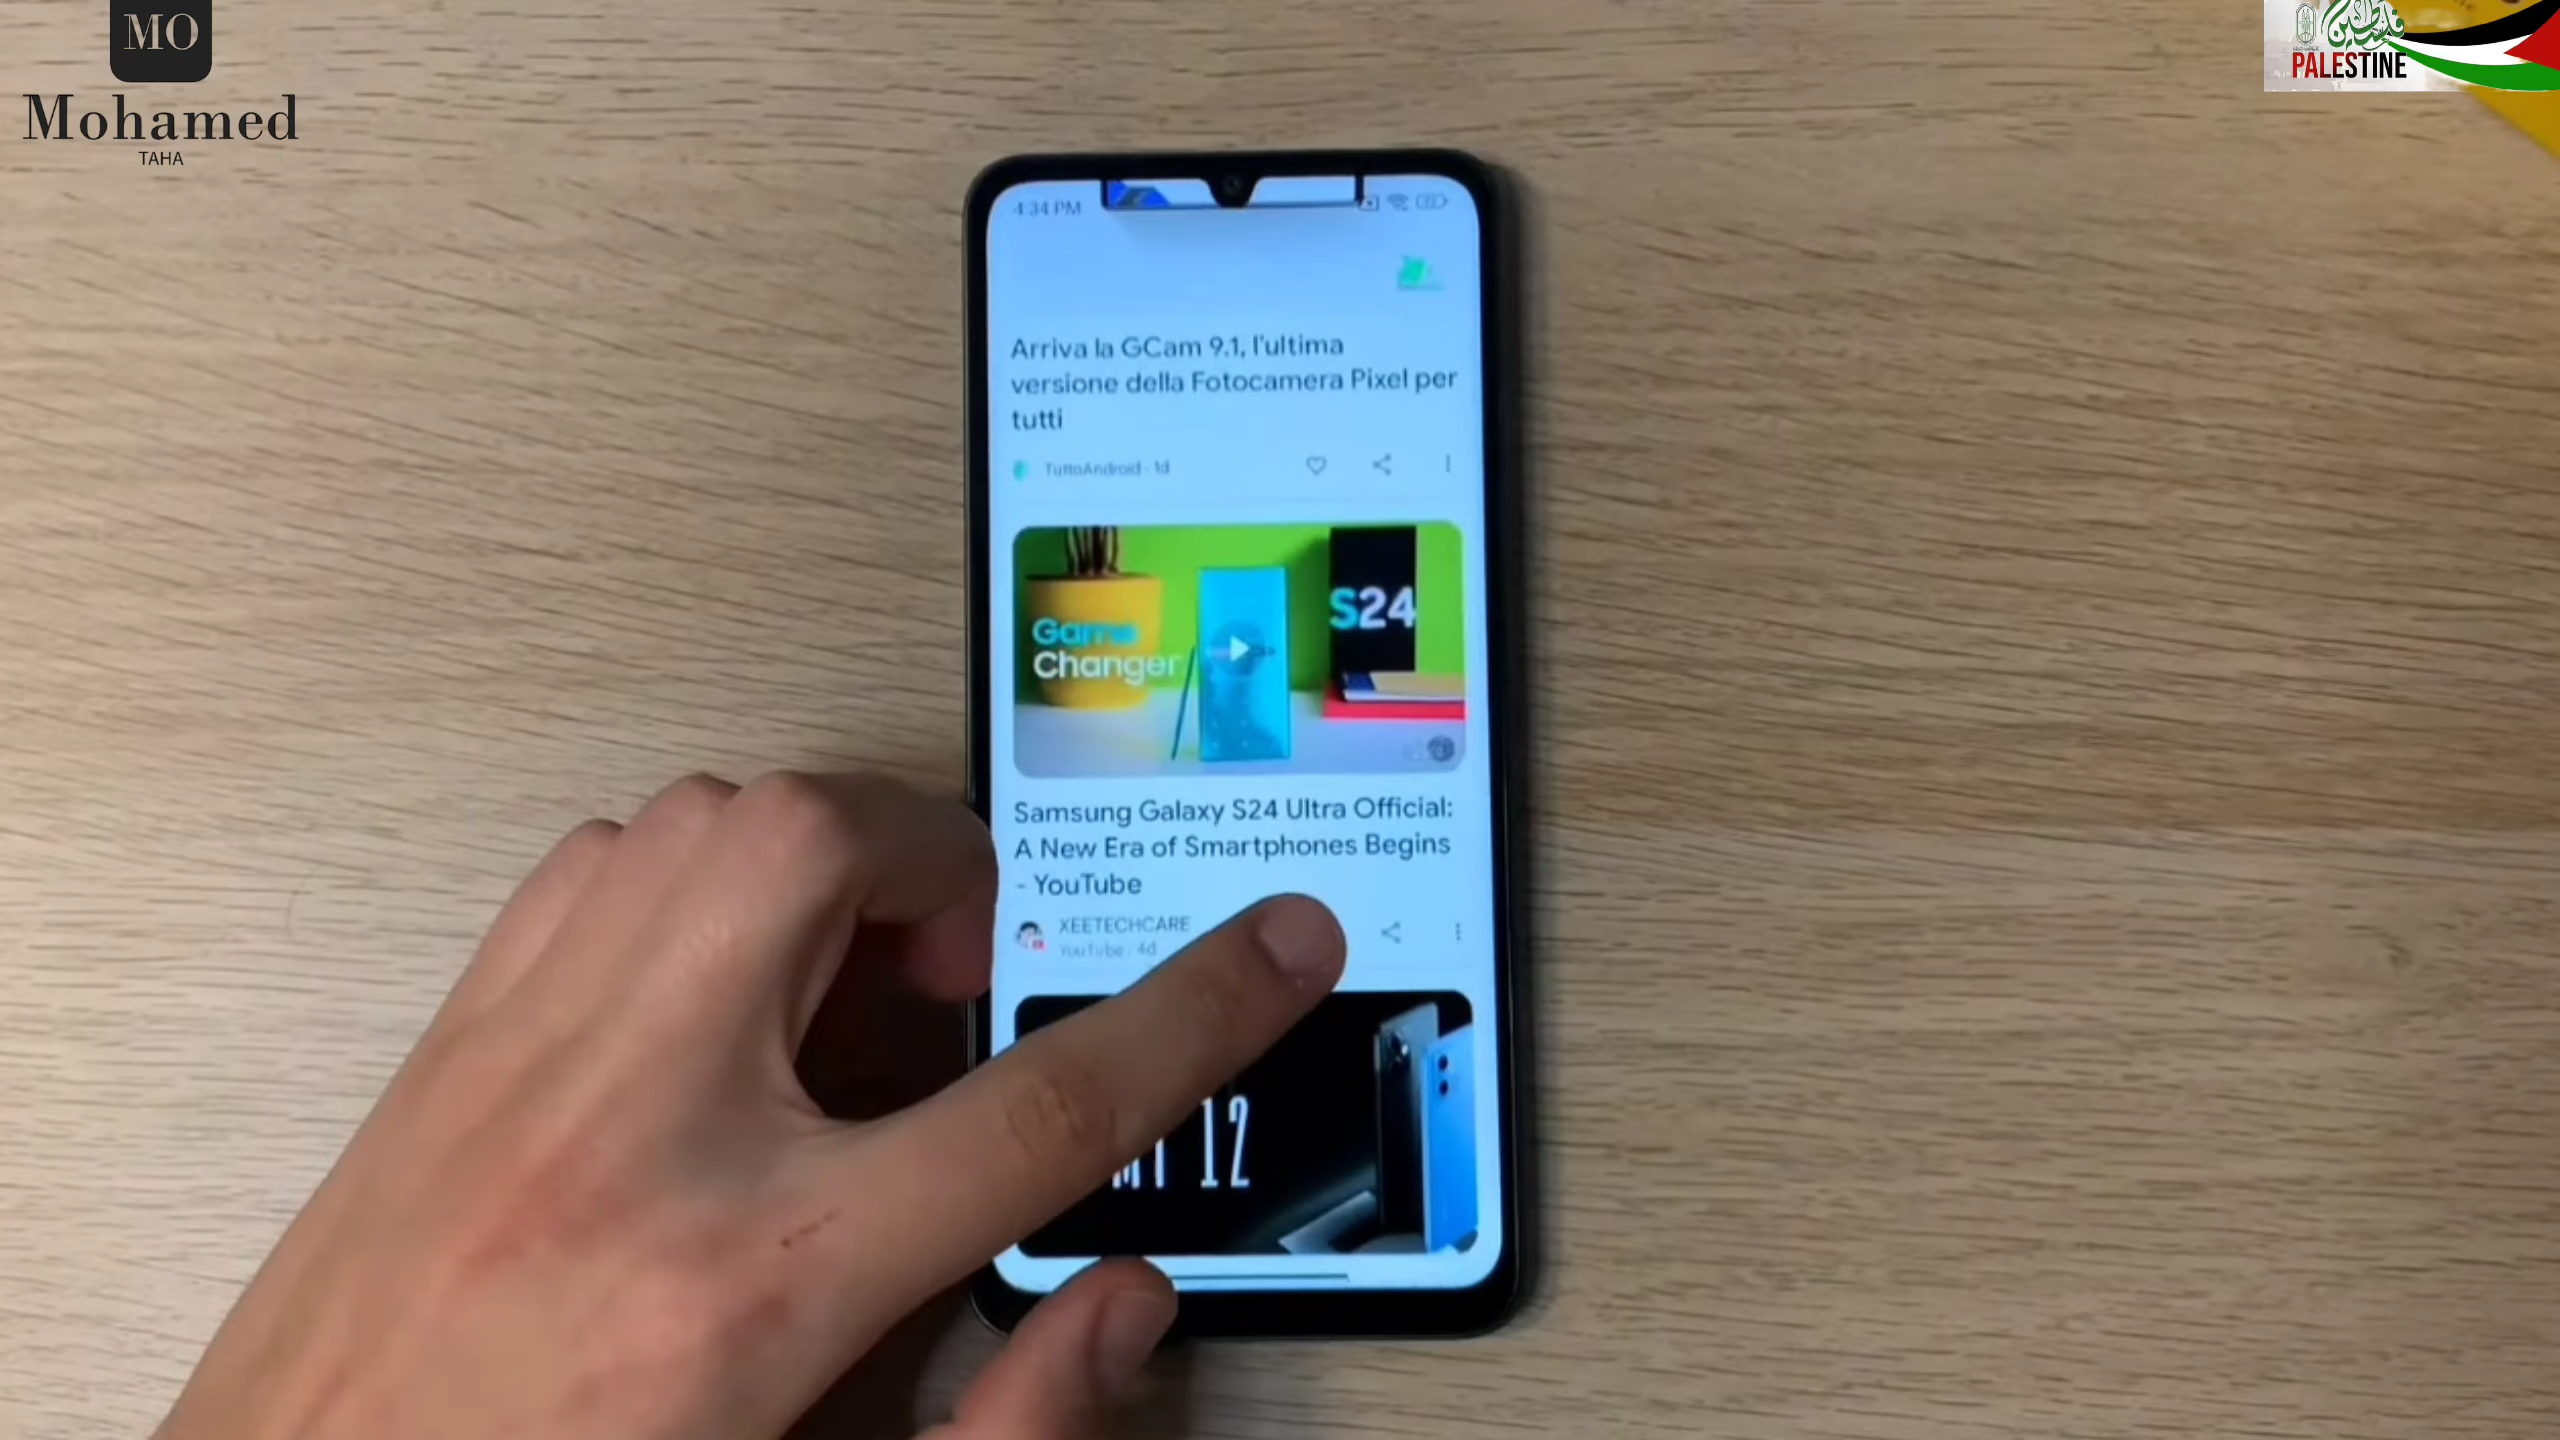 MO
Mohamed
TAHA
فلسطين
PALESTINE
4:34 PM
Arriva la GCam 9.1, l'ultima
versione della Fotocamera Pixel per
tutti
TuttoAndroid · 1d
Game
Changer
S24
Samsung Galaxy S24 Ultra Official:
A New Era of Smartphones Begins
- YouTube
XEETECHCARE
YouTube · 4d
12